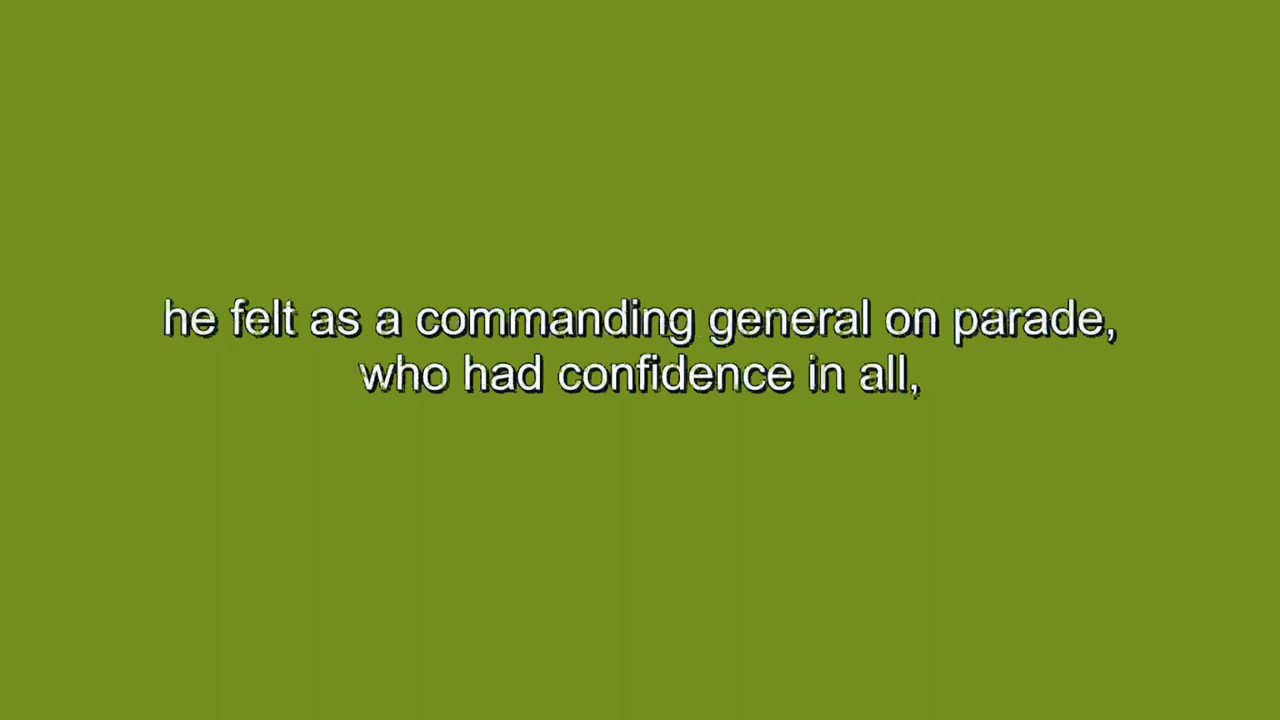 he felt as a commanding general on parade,
who had confidence in all,